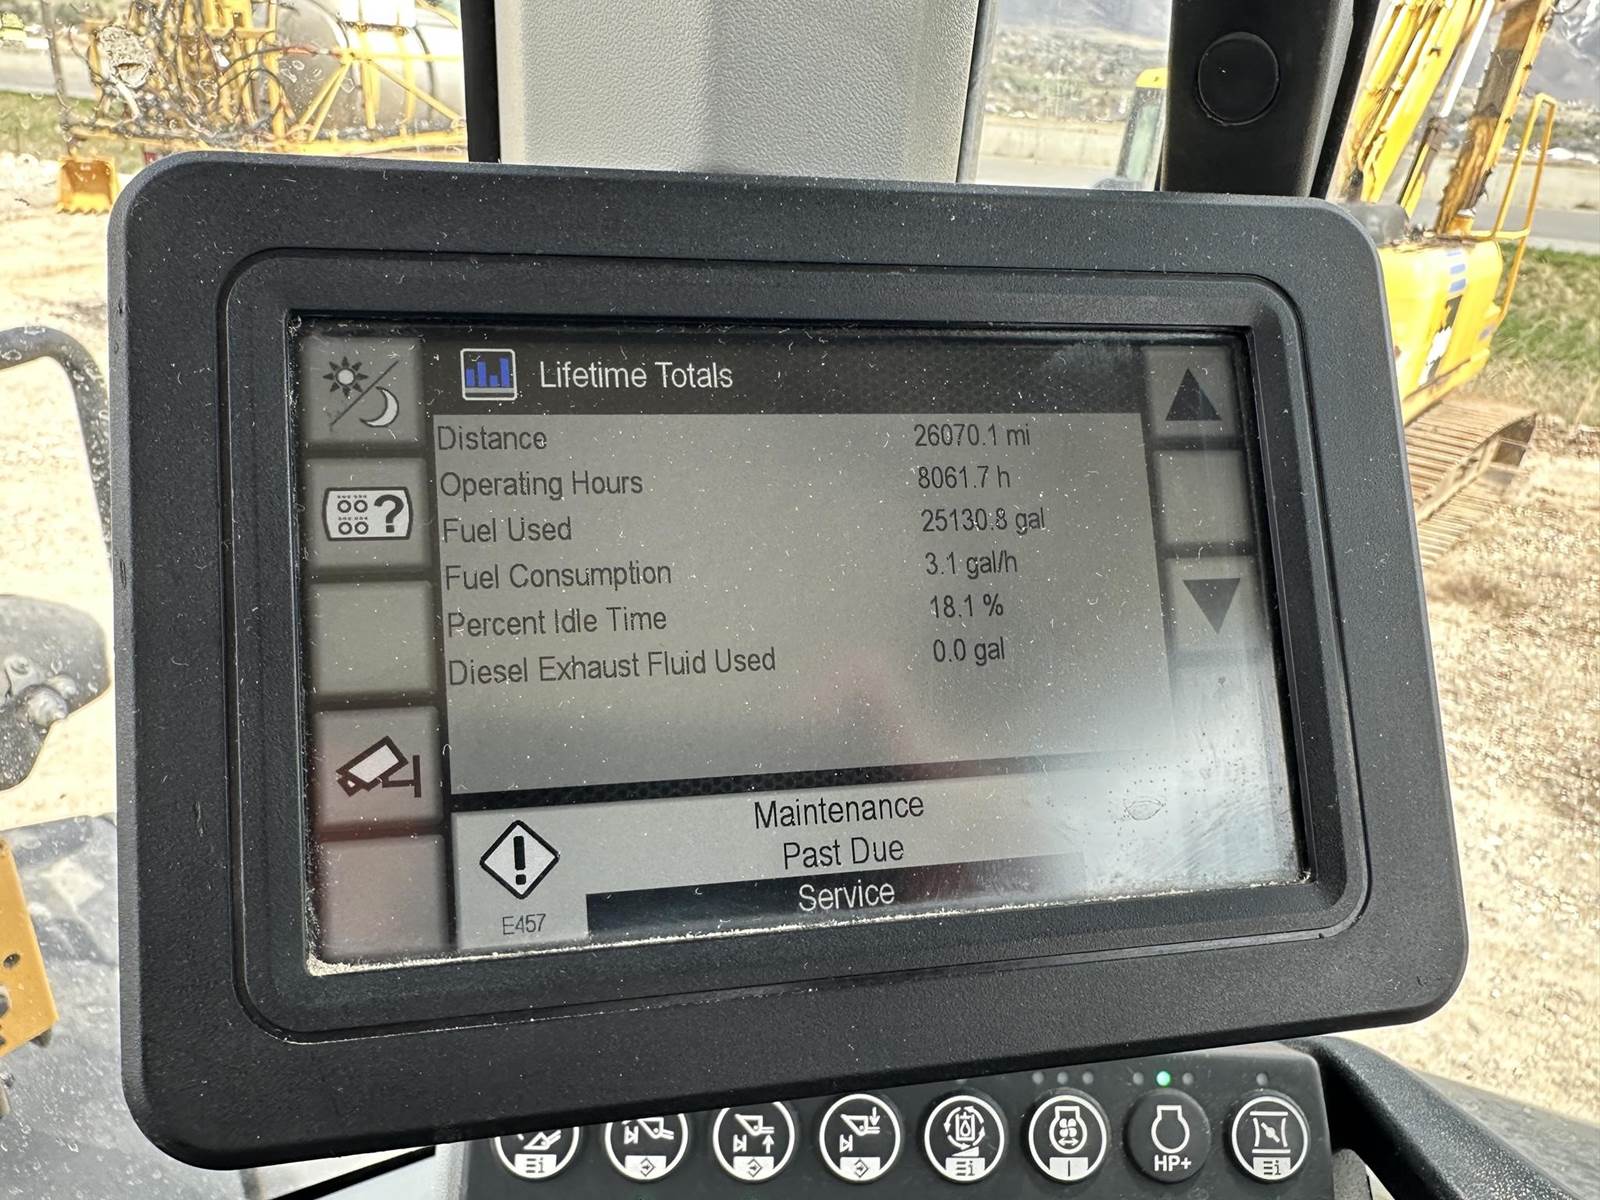 Lifetime Totals
Distance 26070.1 mi
Operating Hours 8061.7 h
Fuel Used 25130.8 gal
Fuel Consumption 3.1 gal/h
Percent Idle Time 18.1 %
Diesel Exhaust Fluid Used 0.0 gal
Maintenance
Past Due
E457 Service
HP+